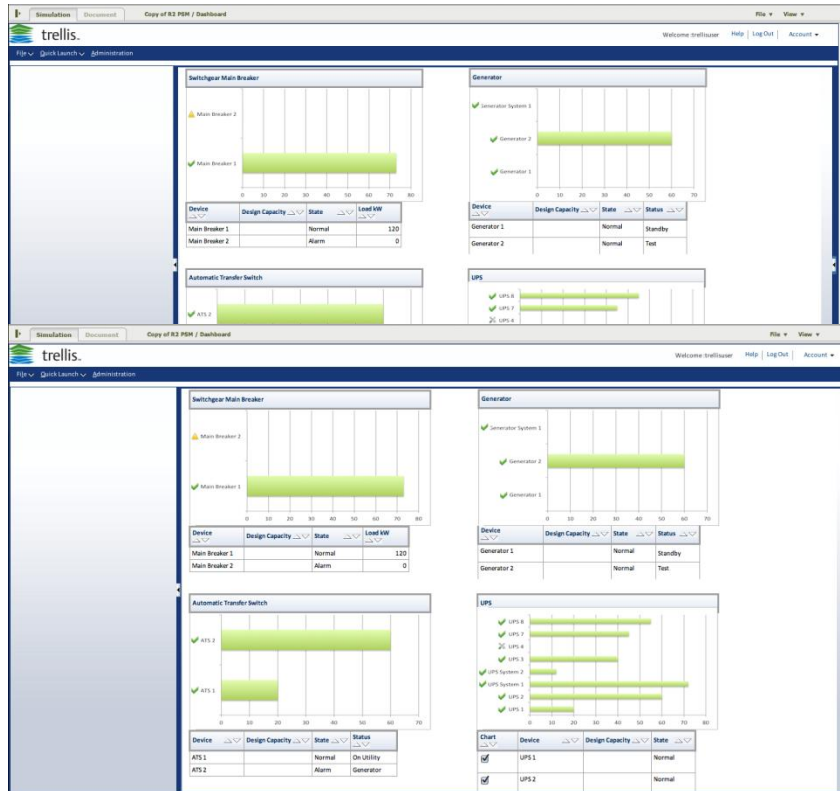 Simulation Document Copy of R2 PSM / Dashboard File View
trellis. Welcome:trellisuser Help Log Out Account
File Quick Launch Administration
Switchgear Main Breaker
Main Breaker 2
Main Breaker 1
0 10 20 30 40 50 60 70 80
Device Design Capacity State Load kW
Main Breaker 1 Normal 120
Main Breaker 2 Alarm 0
Generator
Generator System 1
Generator 2
Generator 1
0 10 20 30 40 50 60 70
Device Design Capacity State Status
Generator 1 Normal Standby
Generator 2 Normal Test
Automatic Transfer Switch
ATS 2
UPS
UPS 8
UPS 7
UPS 4
Simulation Document Copy of R2 PSM / Dashboard File View
trellis. Welcome:trellisuser Help Log Out Account
File Quick Launch Administration
Switchgear Main Breaker
Main Breaker 2
Main Breaker 1
0 10 20 30 40 50 60 70 80
Device Design Capacity State Load kW
Main Breaker 1 Normal 120
Main Breaker 2 Alarm 0
Generator
Generator System 1
Generator 2
Generator 1
0 10 20 30 40 50 60 70
Device Design Capacity State Status
Generator 1 Normal Standby
Generator 2 Normal Test
Automatic Transfer Switch
ATS 2
ATS 1
0 10 20 30 40 50 60 70
Device Design Capacity State Status
ATS 1 Normal On Utility
ATS 2 Alarm Generator
UPS
UPS 8
UPS 7
UPS 4
UPS 3
UPS System 2
UPS System 1
UPS 2
UPS 1
0 10 20 30 40 50 60 70 80
Chart Device Design Capacity State
UPS 1 Normal
UPS 2 Normal